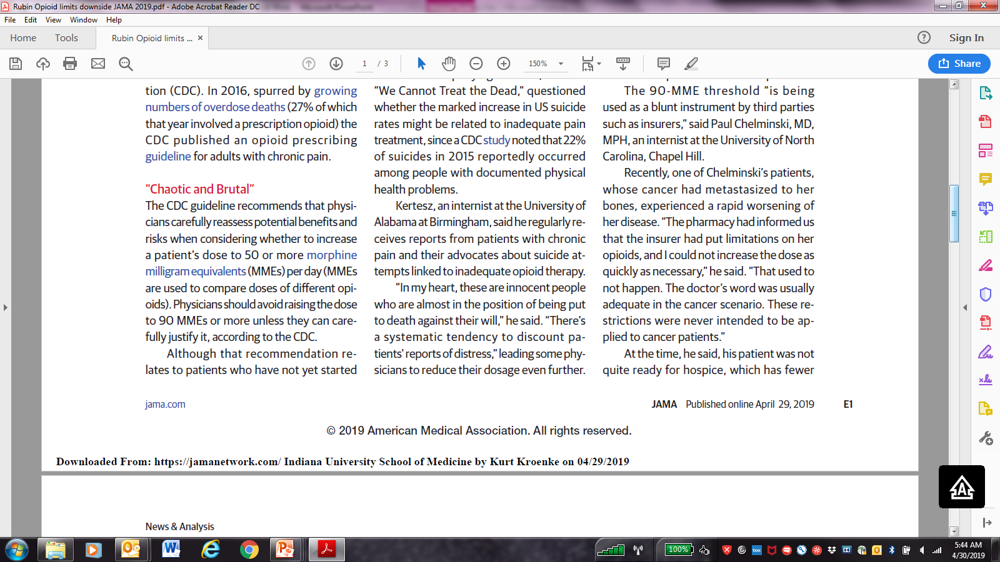 Rubin Opioid limits downside JAMA 2019.pdf - Adobe Acrobat Reader DC
File Edit View Window Help
Home Tools Rubin Opioid limits ... × ? Sign In
1 / 3 150% Share
tion (CDC). In 2016, spurred by growing
numbers of overdose deaths (27% of which
that year involved a prescription opioid) the
CDC published an opioid prescribing
guideline for adults with chronic pain.
“Chaotic and Brutal”
The CDC guideline recommends that physi-
cians carefully reassess potential benefits and
risks when considering whether to increase
a patient’s dose to 50 or more morphine
milligram equivalents (MMEs) per day (MMEs
are used to compare doses of different opi-
oids). Physicians should avoid raising the dose
to 90 MMEs or more unless they can care-
fully justify it, according to the CDC.
Although that recommendation re-
lates to patients who have not yet started
“We Cannot Treat the Dead,” questioned
whether the marked increase in US suicide
rates might be related to inadequate pain
treatment, since a CDC study noted that 22%
of suicides in 2015 reportedly occurred
among people with documented physical
health problems.
Kertesz, an internist at the University of
Alabama at Birmingham, said he regularly re-
ceives reports from patients with chronic
pain and their advocates about suicide at-
tempts linked to inadequate opioid therapy.
“In my heart, these are innocent people
who are almost in the position of being put
to death against their will,” he said. “There’s
a systematic tendency to discount pa-
tients’ reports of distress,” leading some phy-
sicians to reduce their dosage even further.
The 90-MME threshold “is being
used as a blunt instrument by third parties
such as insurers,” said Paul Chelminski, MD,
MPH, an internist at the University of North
Carolina, Chapel Hill.
Recently, one of Chelminski’s patients,
whose cancer had metastasized to her
bones, experienced a rapid worsening of
her disease. “The pharmacy had informed us
that the insurer had put limitations on her
opioids, and I could not increase the dose as
quickly as necessary,” he said. “That used to
not happen. The doctor’s word was usually
adequate in the cancer scenario. These re-
strictions were never intended to be ap-
plied to cancer patients.”
At the time, he said, his patient was not
quite ready for hospice, which has fewer
jama.com JAMA Published online April 29, 2019 E1
© 2019 American Medical Association. All rights reserved.
Downloaded From: https://jamanetwork.com/ Indiana University School of Medicine by Kurt Kroenke on 04/29/2019
News & Analysis
100% 5:44 AM
4/30/2019